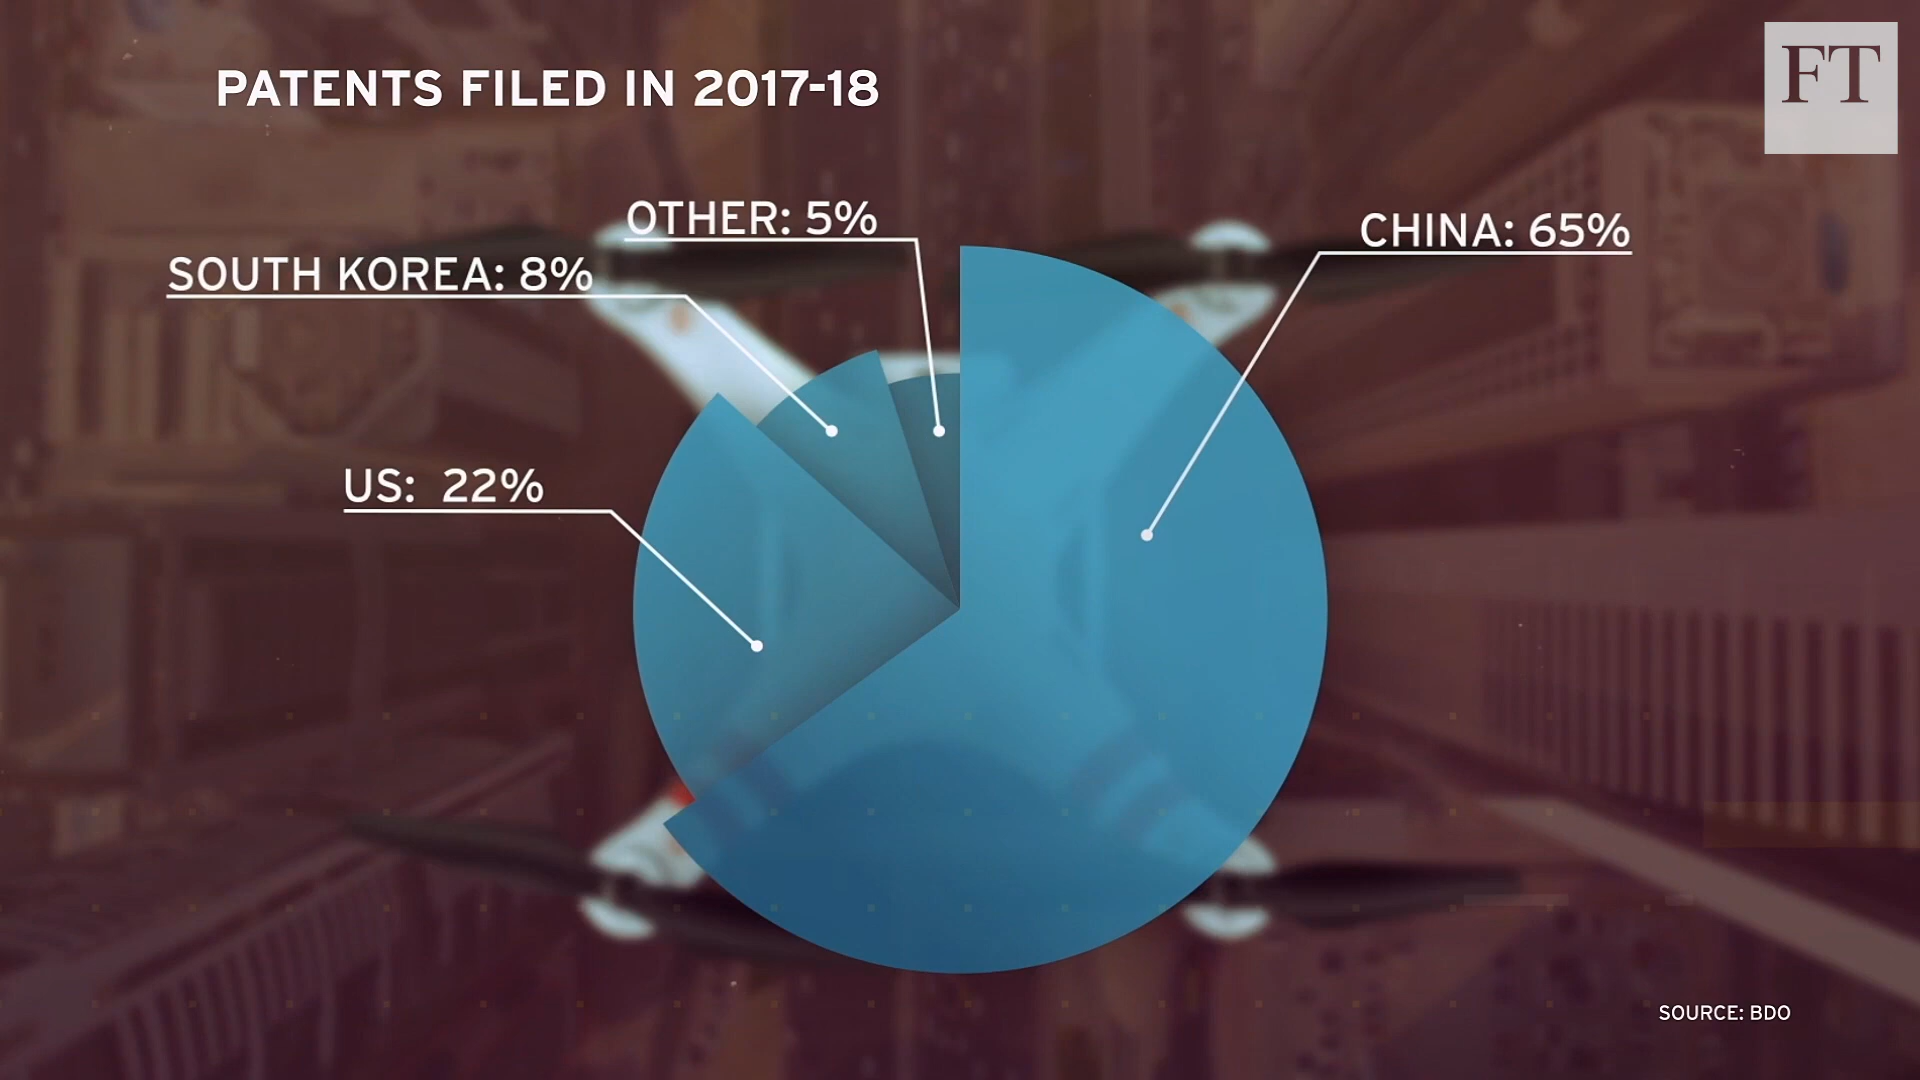 FT
PATENTS FILED IN 2017-18
OTHER: 5%
CHINA: 65%
SOUTH KOREA: 8%
US: 22%
SOURCE: BDO